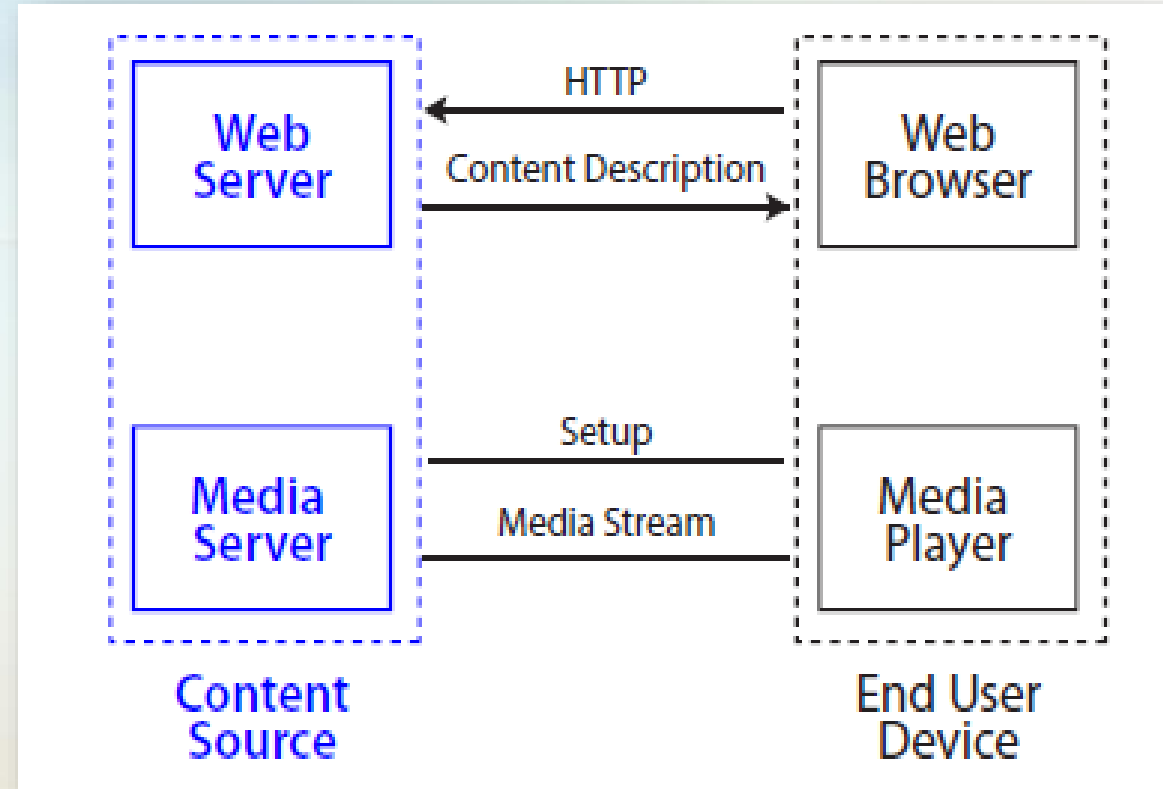 HTTP
Web
Server
Content Description
Web
Browser
Setup
Media
Server
Media Stream
Media
Player
Content
Source
End User
Device